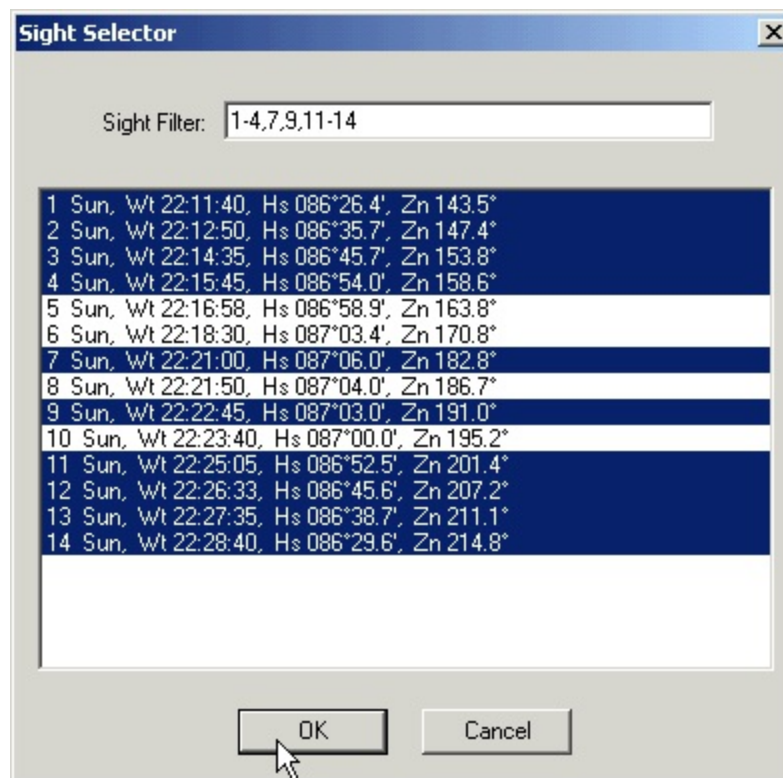 Sight Selector
Sight Filter: 1-4,7,9,11-14
1 Sun, Wt 22:11:40, Hs 086°26.4', Zn 143.5°
2 Sun, Wt 22:12:50, Hs 086°35.7', Zn 147.4°
3 Sun, Wt 22:14:35, Hs 086°45.7', Zn 153.8°
4 Sun, Wt 22:15:45, Hs 086°54.0', Zn 158.6°
5 Sun, Wt 22:16:58, Hs 086°58.9', Zn 163.8°
6 Sun, Wt 22:18:30, Hs 087°03.4', Zn 170.8°
7 Sun, Wt 22:21:00, Hs 087°06.0', Zn 182.8°
8 Sun, Wt 22:21:50, Hs 087°04.0', Zn 186.7°
9 Sun, Wt 22:22:45, Hs 087°03.0', Zn 191.0°
10 Sun, Wt 22:23:40, Hs 087°00.0', Zn 195.2°
11 Sun, Wt 22:25:05, Hs 086°52.5', Zn 201.4°
12 Sun, Wt 22:26:33, Hs 086°45.6', Zn 207.2°
13 Sun, Wt 22:27:35, Hs 086°38.7', Zn 211.1°
14 Sun, Wt 22:28:40, Hs 086°29.6', Zn 214.8°
OK Cancel